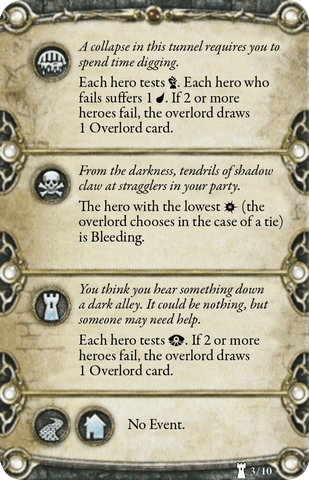 A collapse in this tunnel requires you to
spend time digging.
Each hero tests . Each hero who
fails suffers 1 . If 2 or more
heroes fail, the overlord draws
1 Overlord card.
From the darkness, tendrils of shadow
claw at stragglers in your party.
The hero with the lowest (the
overlord chooses in the case of a tie)
is Bleeding.
You think you hear something down
a dark alley. It could be nothing, but
someone may need help.
Each hero tests . If 2 or more
heroes fail, the overlord draws
1 Overlord card.
No Event.
3/10